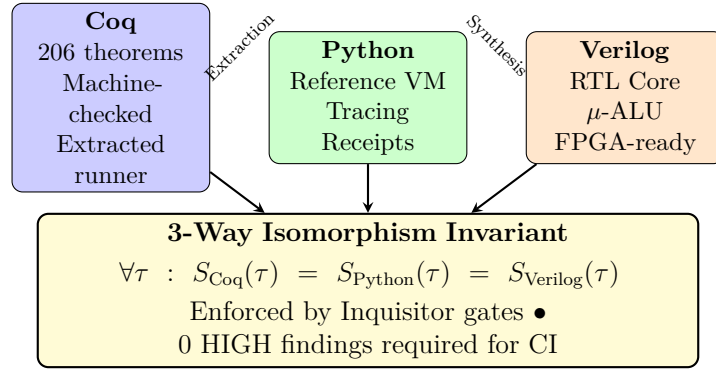 Coq
206 theorems
Machine-
checked
Extracted
runner
Extraction
Python
Reference VM
Tracing
Receipts
Synthesis
Verilog
RTL Core
μ-ALU
FPGA-ready
3-Way Isomorphism Invariant
∀τ : S_Coq(τ) = S_Python(τ) = S_Verilog(τ)
Enforced by Inquisitor gates •
0 HIGH findings required for CI